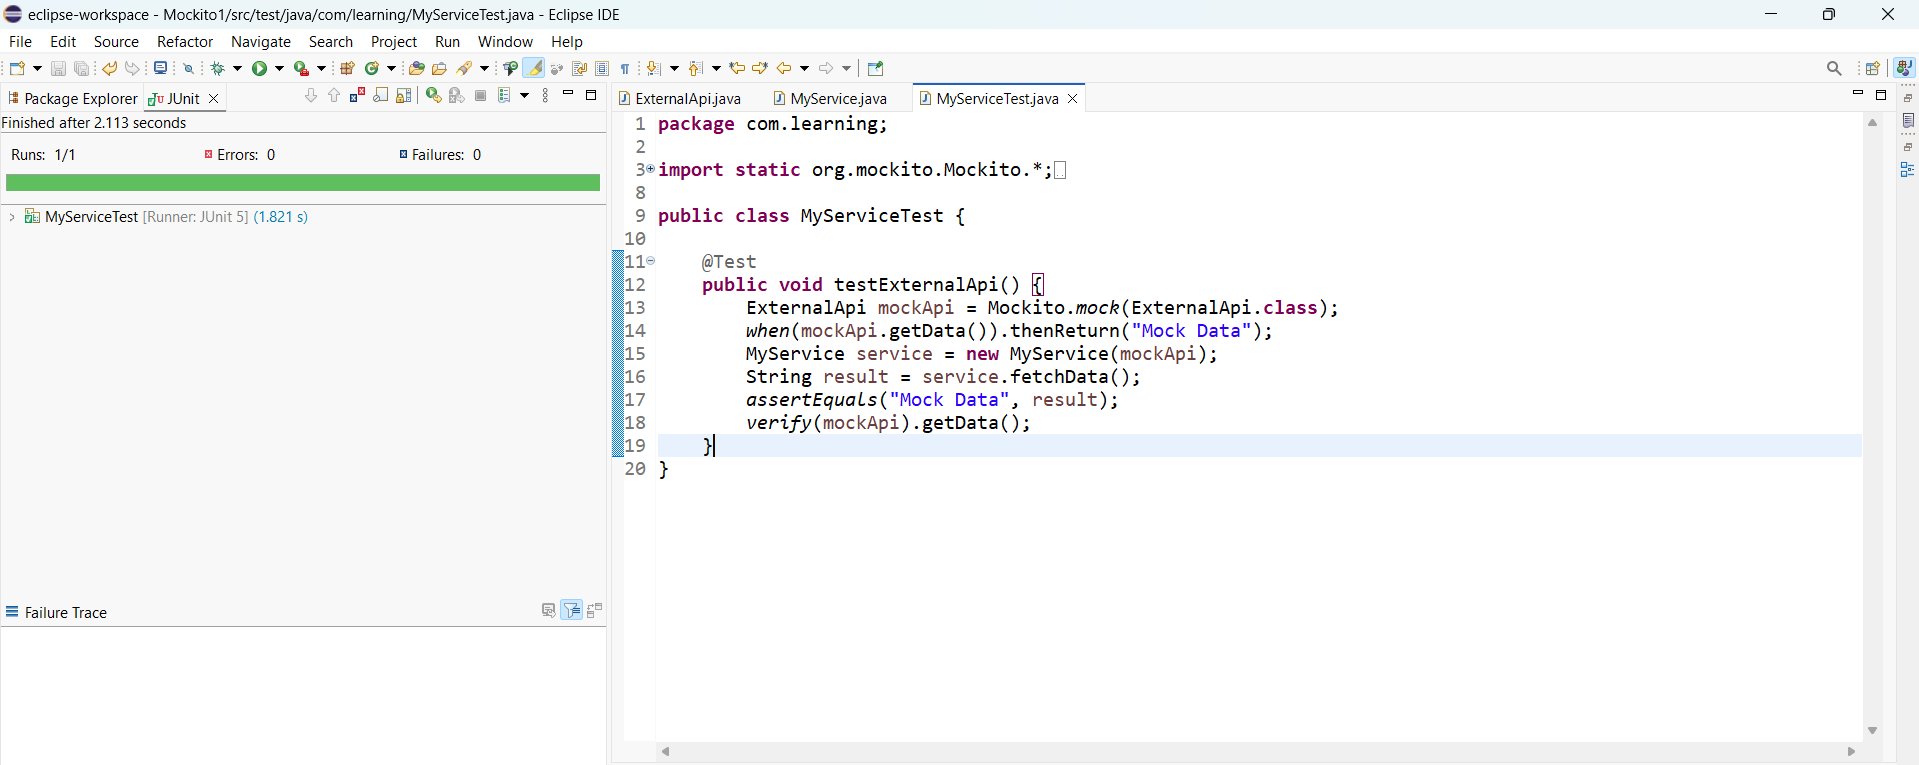 eclipse-workspace - Mockito1/src/test/java/com/learning/MyServiceTest.java - Eclipse IDE
File Edit Source Refactor Navigate Search Project Run Window Help
Package Explorer JUnit
Finished after 2.113 seconds
Runs: 1/1 Errors: 0 Failures: 0
MyServiceTest [Runner: JUnit 5] (1.821 s)
Failure Trace
ExternalApi.java MyService.java MyServiceTest.java
1 package com.learning;
2
3 import static org.mockito.Mockito.*;
8
9 public class MyServiceTest {
10
11 @Test
12 public void testExternalApi() {
13 ExternalApi mockApi = Mockito.mock(ExternalApi.class);
14 when(mockApi.getData()).thenReturn("Mock Data");
15 MyService service = new MyService(mockApi);
16 String result = service.fetchData();
17 assertEquals("Mock Data", result);
18 verify(mockApi).getData();
19 }
20 }